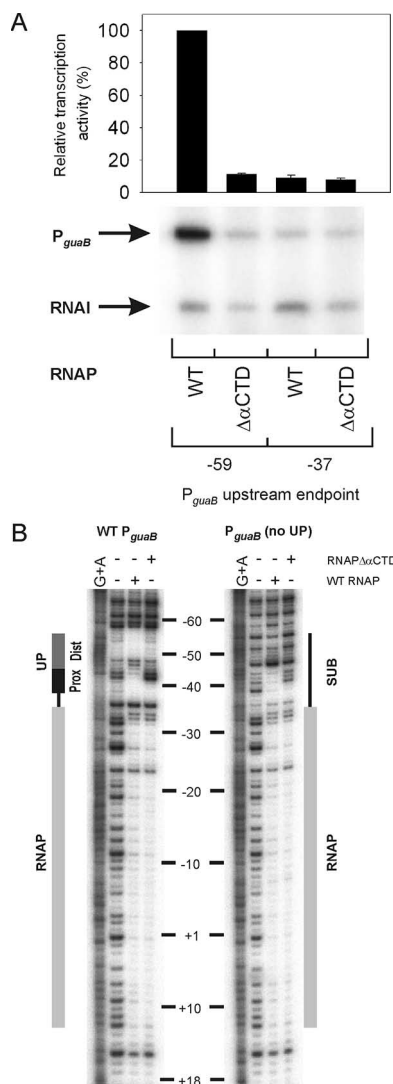 A
Relative transcription
activity (%)
100
80
60
40
20
0
PguaB
RNAI
RNAP
WT
ΔαCTD
WT
ΔαCTD
-59
-37
PguaB upstream endpoint
B
WT PguaB
PguaB (no UP)
G+A
- - +
G+A
- - +
RNAPΔαCTD
- + -
- + -
WT RNAP
UP
Dist
Prox
RNAP
-60
-50
-40
-30
-20
-10
+1
+10
+18
SUB
RNAP